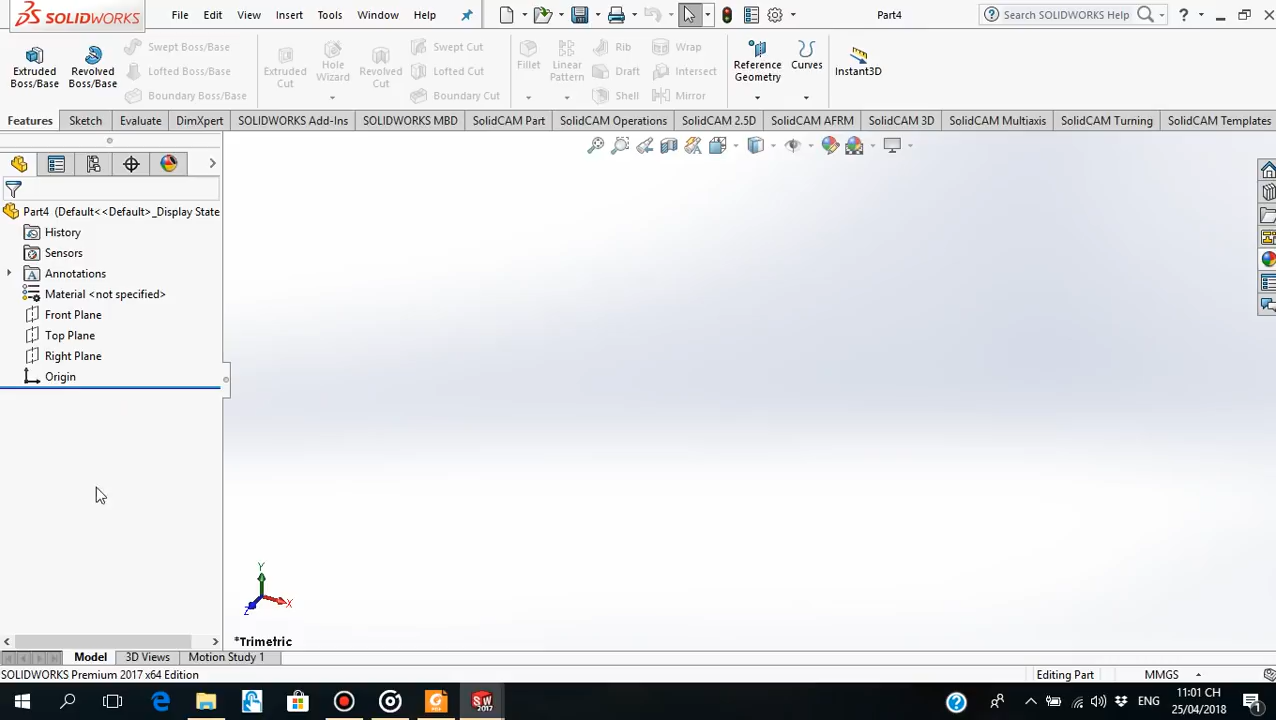 SOLIDWORKS File Edit View Insert Tools Window Help Part4 Search SOLIDWORKS Help ?
Extruded Boss/Base
Revolved Boss/Base
Swept Boss/Base
Lofted Boss/Base
Boundary Boss/Base
Extruded Cut
Hole Wizard
Revolved Cut
Swept Cut
Lofted Cut
Boundary Cut
Fillet
Linear Pattern
Rib
Draft
Shell
Wrap
Intersect
Mirror
Reference Geometry
Curves
Instant3D
Features Sketch Evaluate DimXpert SOLIDWORKS Add-Ins SOLIDWORKS MBD SolidCAM Part SolidCAM Operations SolidCAM 2.5D SolidCAM AFRM SolidCAM 3D SolidCAM Multiaxis SolidCAM Turning SolidCAM Templates
Part4 (Default<<Default>_Display State
History
Sensors
A Annotations
Material <not specified>
Front Plane
Top Plane
Right Plane
Origin
Y
X
Z
*Trimetric
Model 3D Views Motion Study 1
SOLIDWORKS Premium 2017 x64 Edition Editing Part MMGS
SW 2017
? ENG 11:01 CH
25/04/2018
1